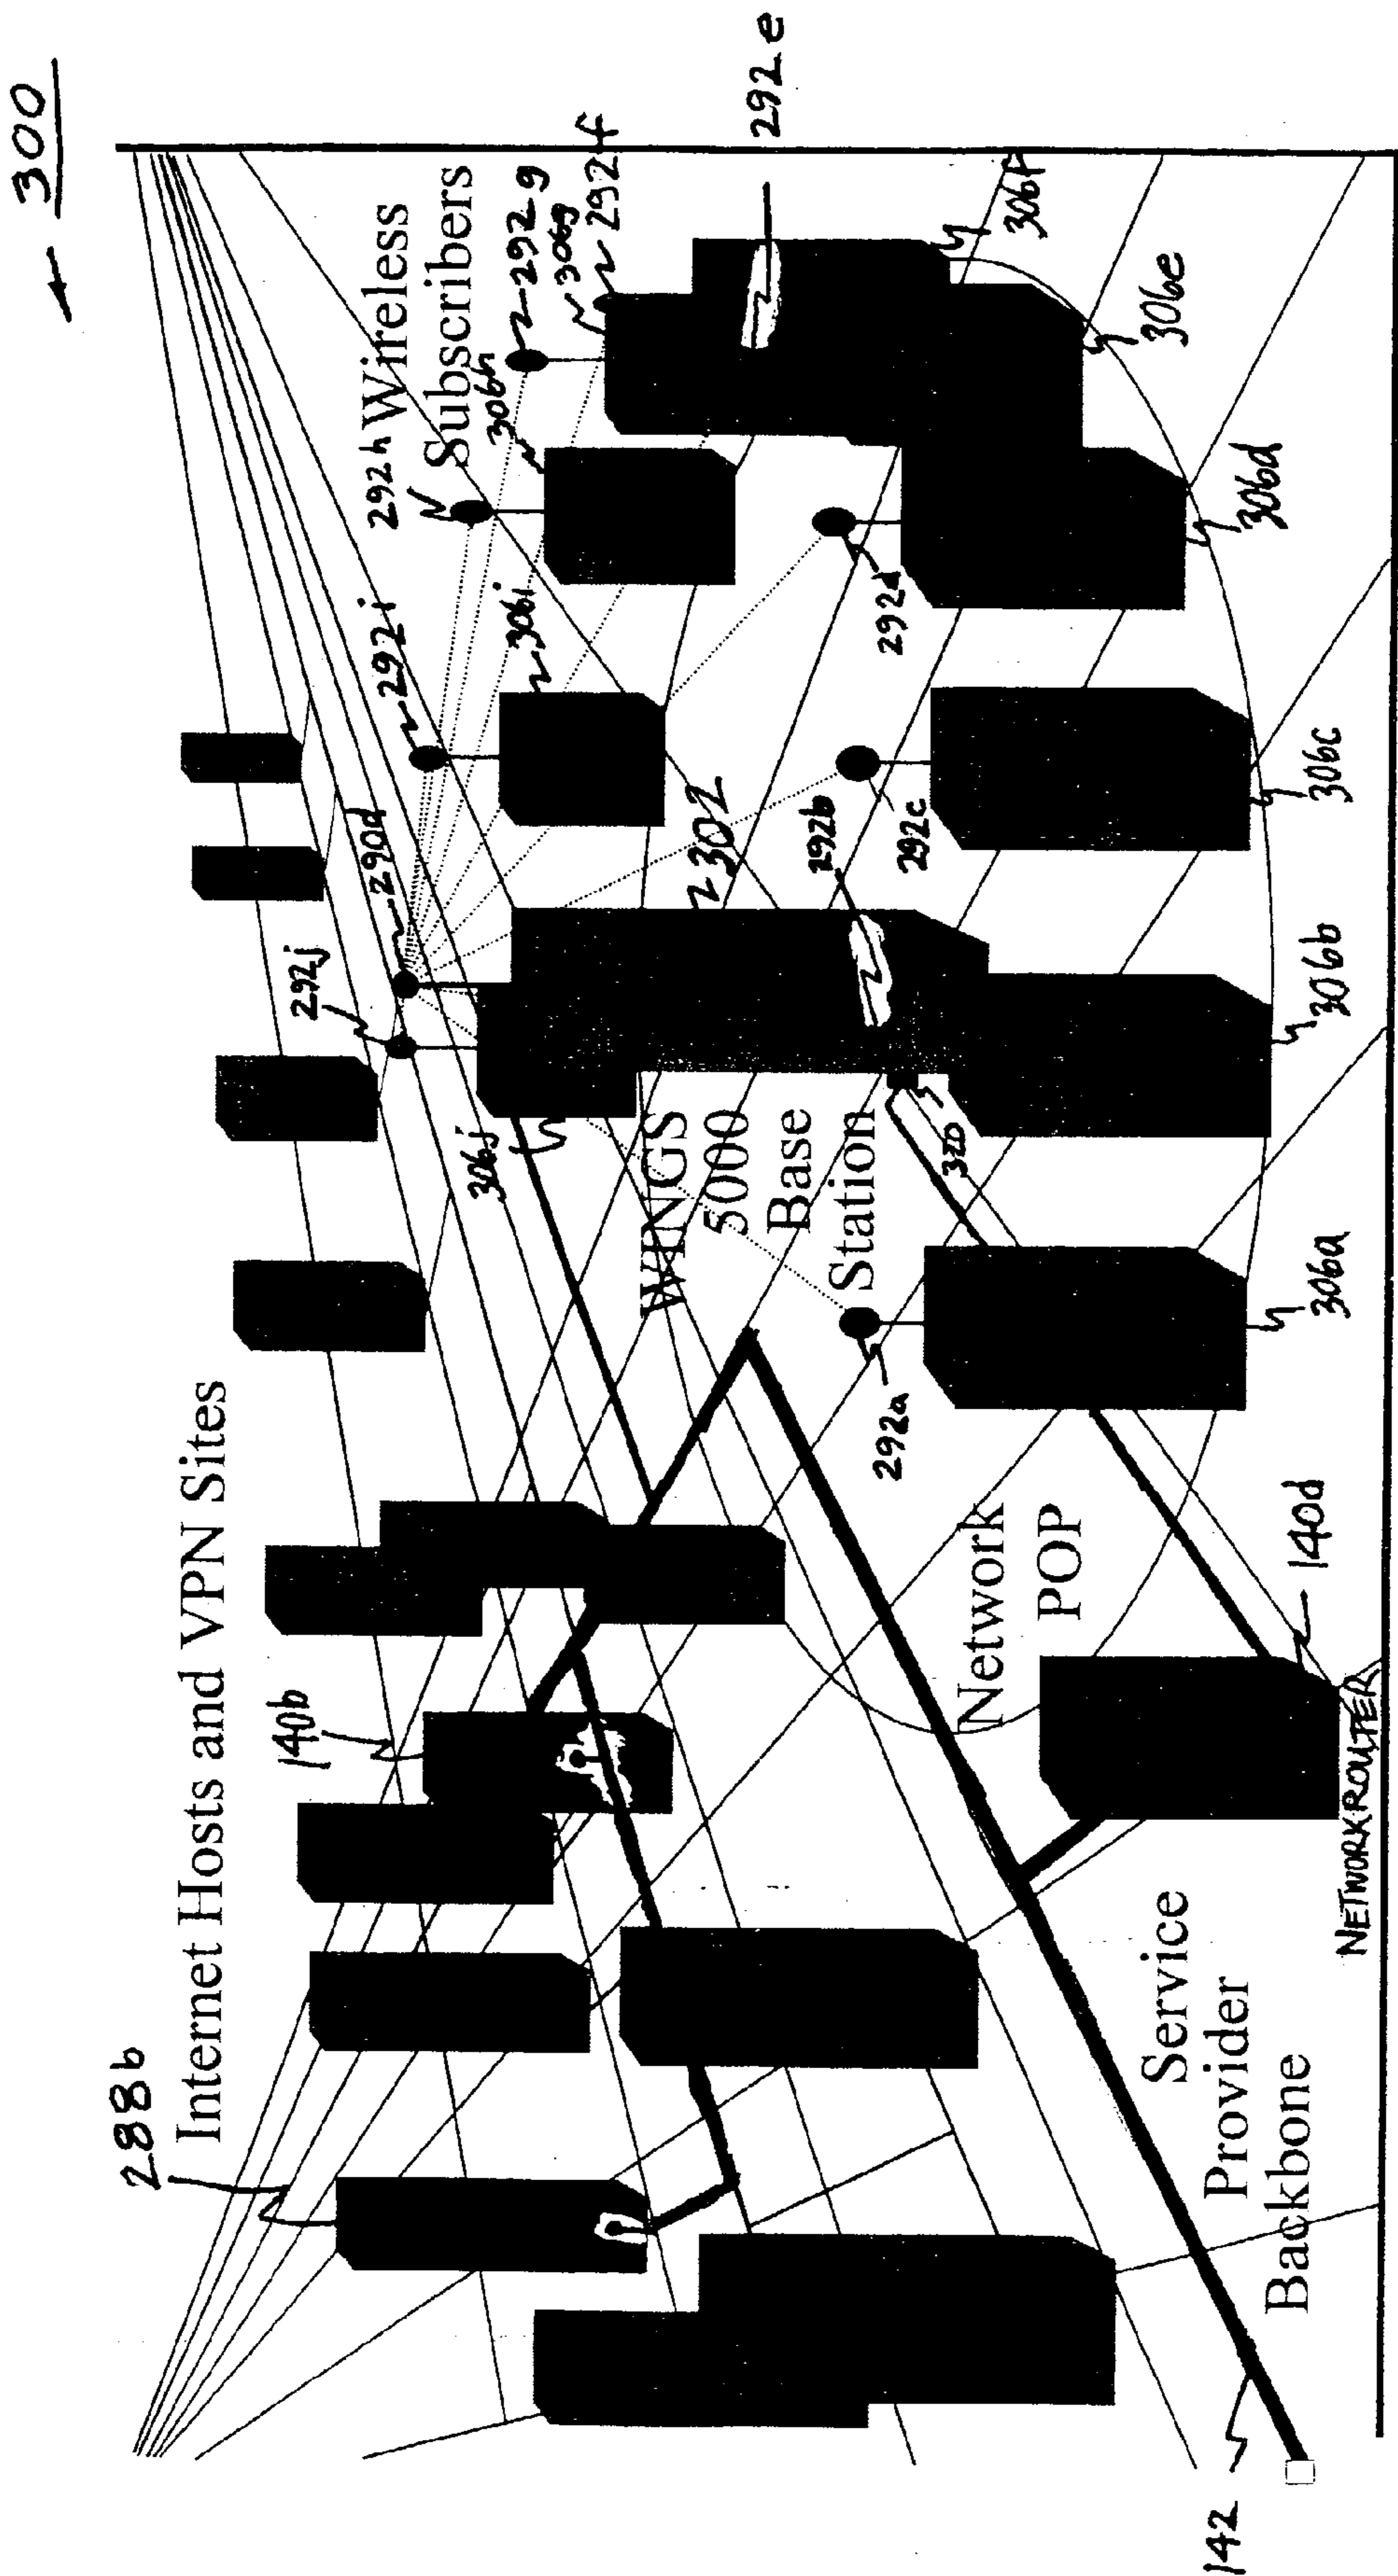 300
Internet Hosts and VPN Sites
288b
140b
292j
290d
292i
292h
Wireless
Subscribers
306h
292g
306g
292f
292e
306i
306j
302
WINGS
5000
Base
Station
292b
292c
292d
306f
306e
306d
306c
306b
320
306a
292a
Network
POP
140d
NETWORK ROUTER
Service
Provider
Backbone
142